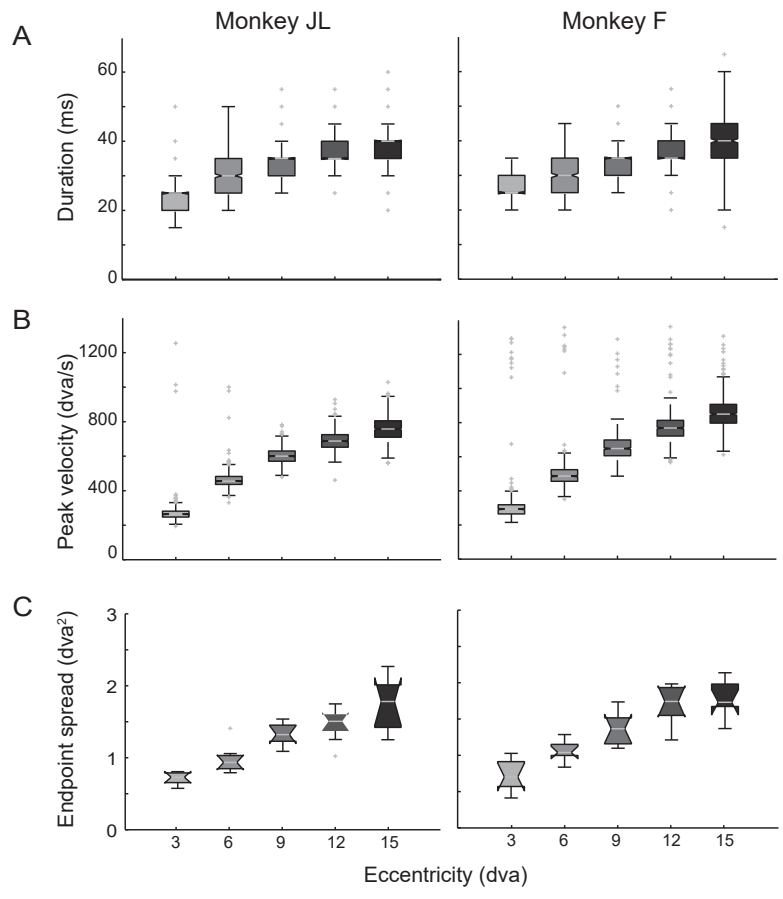 Monkey JL Monkey F
A
Duration (ms)
60
40
20
0
B
Peak velocity (dva/s)
1200
800
400
0
C
Endpoint spread (dva²)
3
2
1
0
3 6 9 12 15 3 6 9 12 15
Eccentricity (dva)